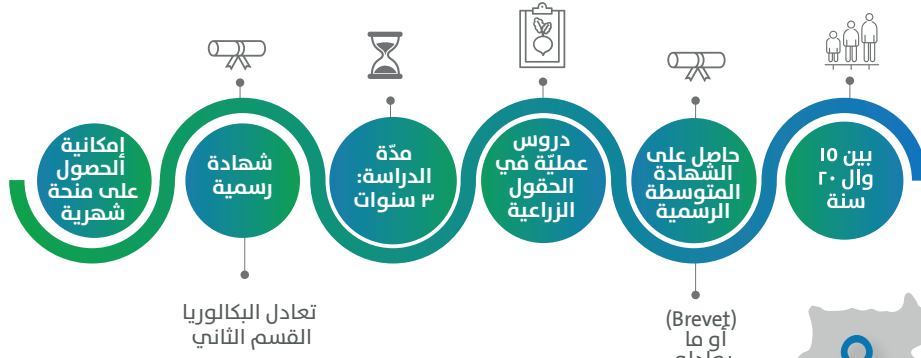 بين ١٥
وال ٢٠
سنة
حاصل على
الشهادة
المتوسطة
الرسمية
(Brevet)
أو ما
دروس
عمليّة في
الحقول
الزراعية
مدّة
الدراسة:
٣ سنوات
شهادة
رسمية
تعادل البكالوريا
القسم الثاني
إمكانية
الحصول
على منحة
شهرية